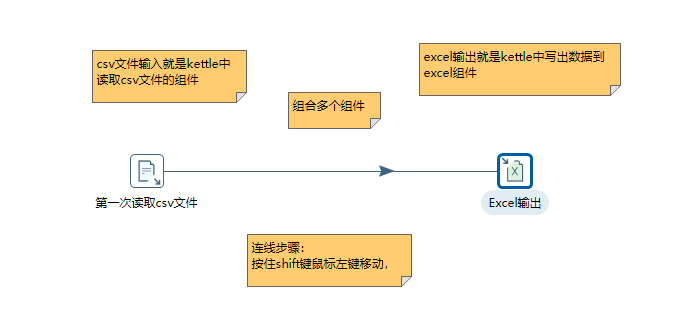 csv文件输入就是kettle中
读取csv文件的组件
excel输出就是kettle中写出数据到
excel组件
组合多个组件
第一次读取csv文件
X
Excel输出
连线步骤：
按住shift键鼠标左键移动，